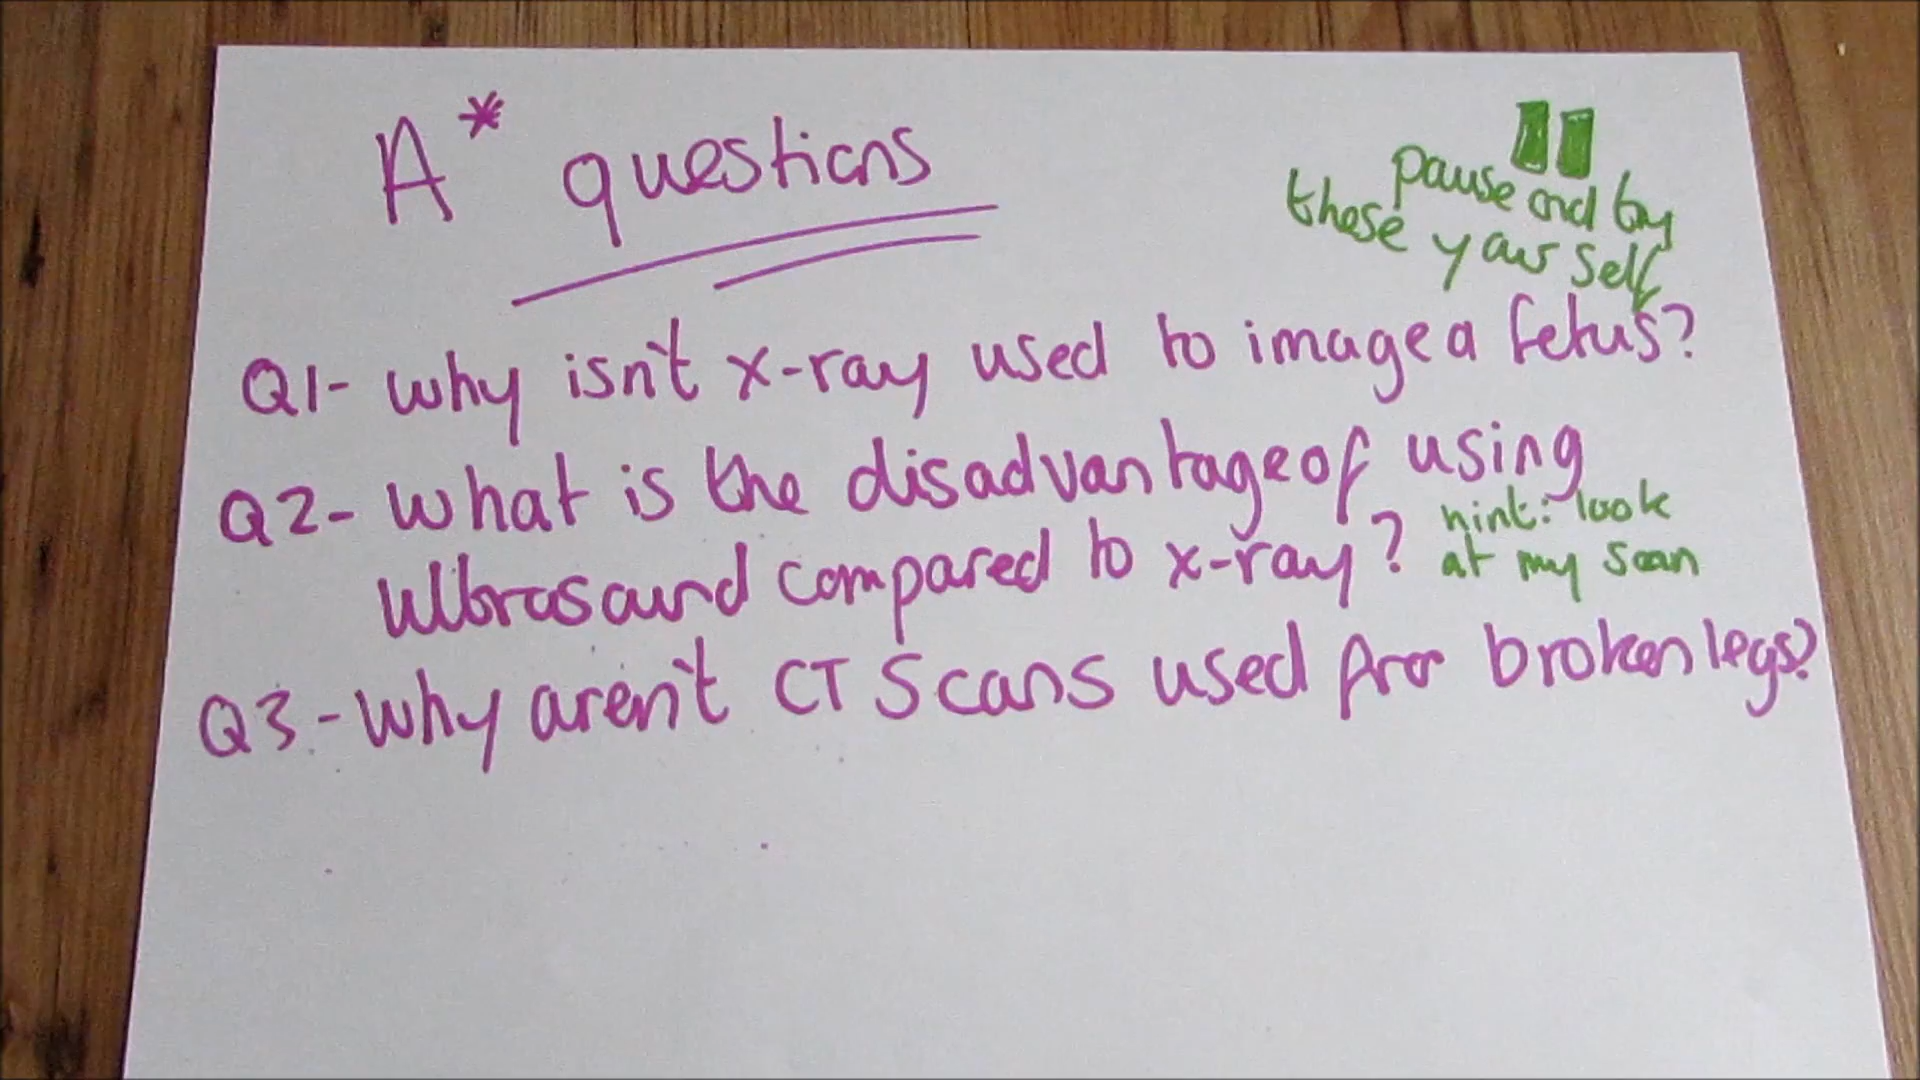 A* questions
pause and try
these yourself
Q1- why isn't x-ray used to image a fetus?
Q2- what is the disadvantage of using
ultrasound compared to x-ray?
hint: look
at my scan
Q3- why aren't CT scans used for broken legs?